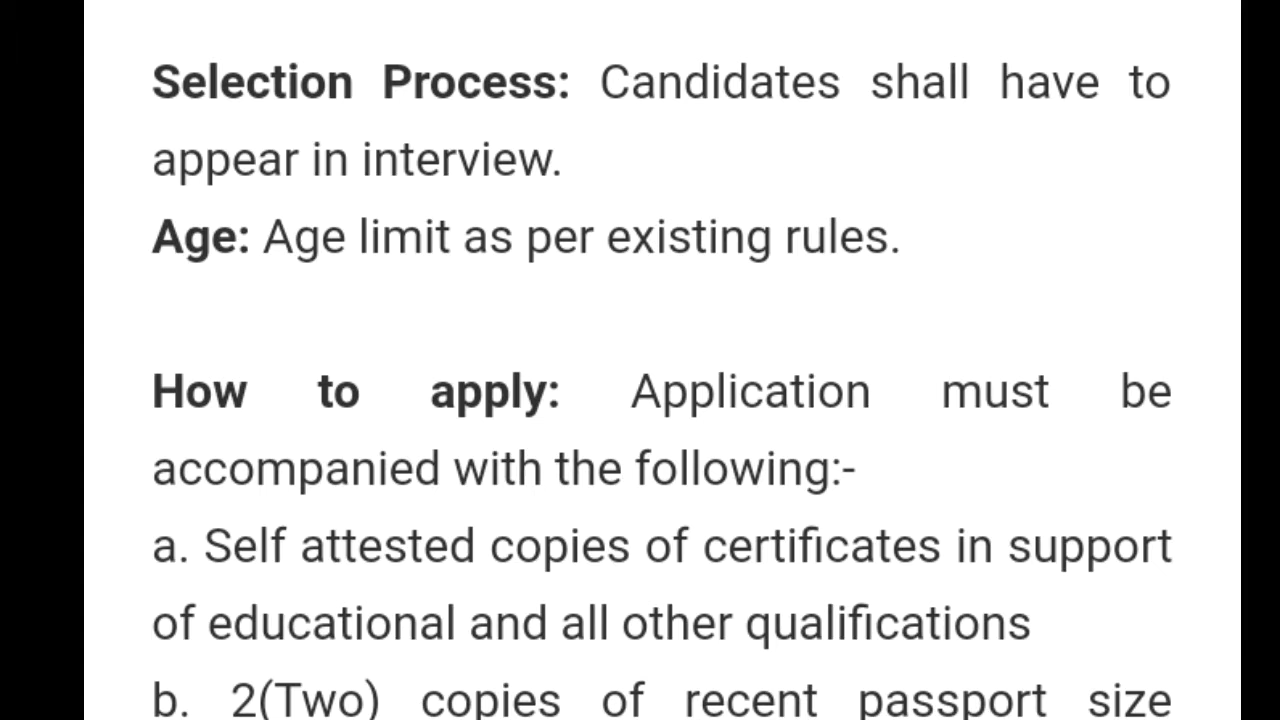 Selection Process: Candidates shall have to
appear in interview.
Age: Age limit as per existing rules.
How to apply: Application must be
accompanied with the following:-
a. Self attested copies of certificates in support
of educational and all other qualifications
b. 2(Two) copies of recent passport size